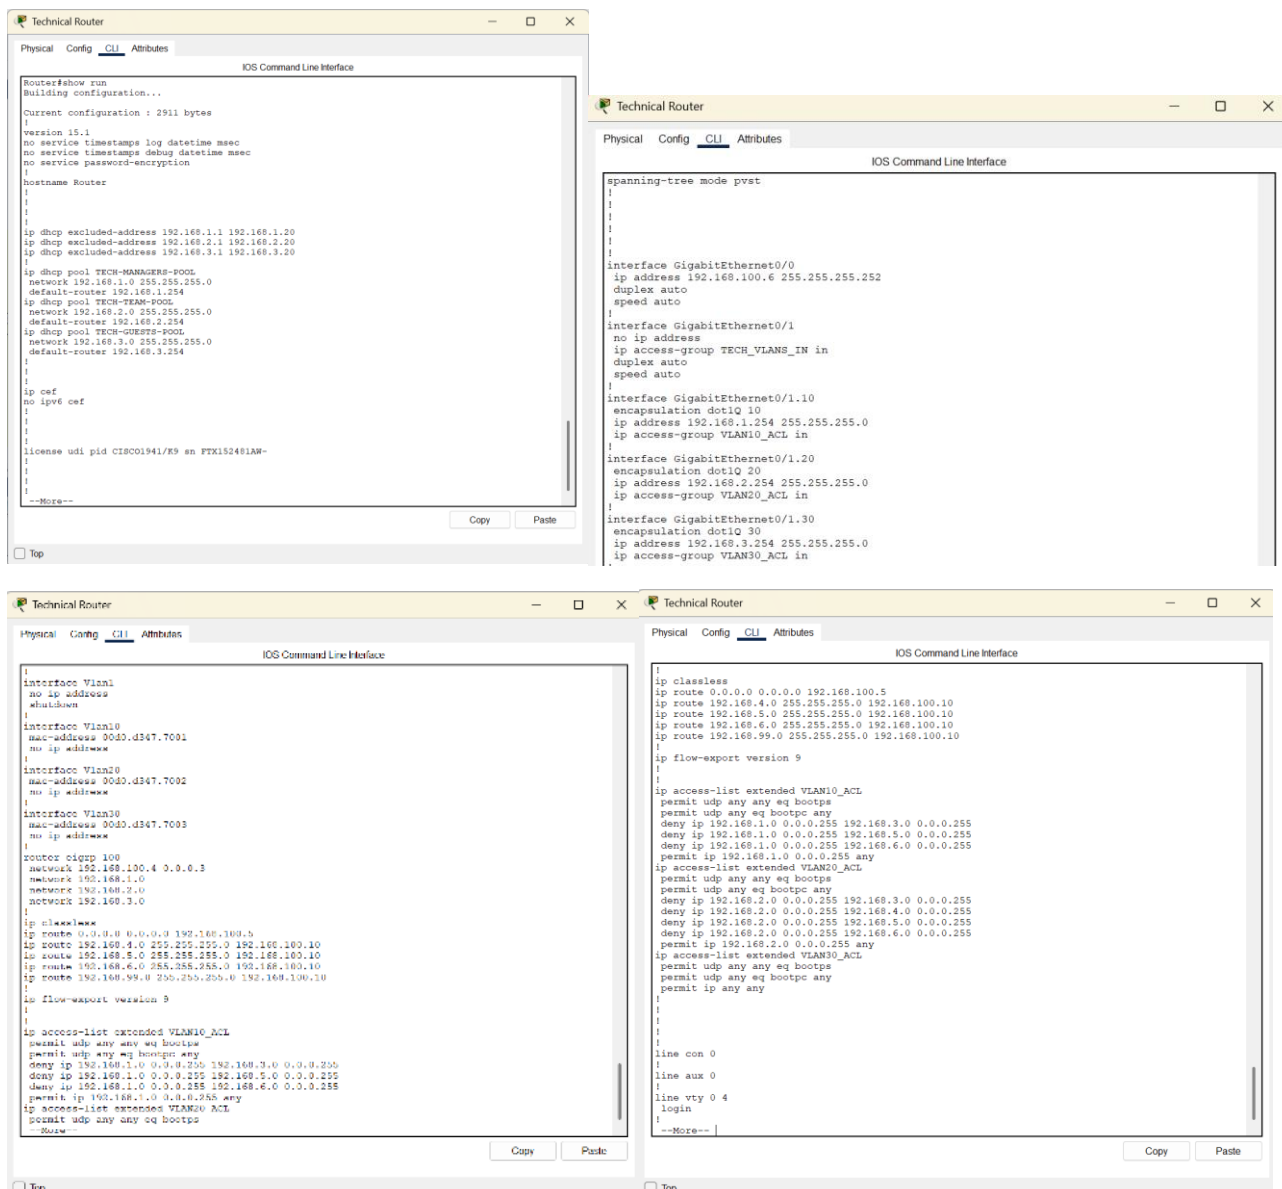 Technical Router
Physical Config CLI Attributes
IOS Command Line Interface
Router#show run
Building configuration...
Current configuration : 2911 bytes
!
version 15.1
no service timestamps log datetime msec
no service timestamps debug datetime msec
no service password-encryption
!
hostname Router
!
!
!
!
ip dhcp excluded-address 192.168.1.1 192.168.1.20
ip dhcp excluded-address 192.168.2.1 192.168.2.20
ip dhcp excluded-address 192.168.3.1 192.168.3.20
!
ip dhcp pool TECH-MANAGERS-POOL
network 192.168.1.0 255.255.255.0
default-router 192.168.1.254
ip dhcp pool TECH-TEAM-POOL
network 192.168.2.0 255.255.255.0
default-router 192.168.2.254
ip dhcp pool TECH-GUESTS-POOL
network 192.168.3.0 255.255.255.0
default-router 192.168.3.254
!
!
!
ip cef
no ipv6 cef
!
!
!
!
license udi pid CISCO1941/K9 sn FTX152481AW-
!
!
!
!
--More--
Copy Paste
Top
Technical Router
Physical Config CLI Attributes
IOS Command Line Interface
spanning-tree mode pvst
!
!
!
!
!
!
interface GigabitEthernet0/0
ip address 192.168.100.6 255.255.255.252
duplex auto
speed auto
!
interface GigabitEthernet0/1
no ip address
ip access-group TECH_VLANS_IN in
duplex auto
speed auto
!
interface GigabitEthernet0/1.10
encapsulation dot1Q 10
ip address 192.168.1.254 255.255.255.0
ip access-group VLAN10_ACL in
!
interface GigabitEthernet0/1.20
encapsulation dot1Q 20
ip address 192.168.2.254 255.255.255.0
ip access-group VLAN20_ACL in
!
interface GigabitEthernet0/1.30
encapsulation dot1Q 30
ip address 192.168.3.254 255.255.255.0
ip access-group VLAN30_ACL in
Technical Router
Physical Config CLI Attributes
IOS Command Line Interface
!
interface Vlan1
no ip address
shutdown
!
interface Vlan10
mac-address 00d0.d347.7001
no ip address
!
interface Vlan20
mac-address 00d0.d347.7002
no ip address
!
interface Vlan30
mac-address 00d0.d347.7003
no ip address
!
router eigrp 100
network 192.168.100.4 0.0.0.3
network 192.168.1.0
network 192.168.2.0
network 192.168.3.0
!
ip classless
ip route 0.0.0.0 0.0.0.0 192.168.100.5
ip route 192.168.4.0 255.255.255.0 192.168.100.10
ip route 192.168.5.0 255.255.255.0 192.168.100.10
ip route 192.168.6.0 255.255.255.0 192.168.100.10
ip route 192.168.99.0 255.255.255.0 192.168.100.10
!
ip flow-export version 9
!
!
ip access-list extended VLAN10_ACL
permit udp any any eq bootps
permit udp any eq bootpc any
deny ip 192.168.1.0 0.0.0.255 192.168.3.0 0.0.0.255
deny ip 192.168.1.0 0.0.0.255 192.168.5.0 0.0.0.255
deny ip 192.168.1.0 0.0.0.255 192.168.6.0 0.0.0.255
permit ip 192.168.1.0 0.0.0.255 any
ip access-list extended VLAN20_ACL
permit udp any any eq bootps
--More--
Copy Paste
Top
Technical Router
Physical Config CLI Attributes
IOS Command Line Interface
!
ip classless
ip route 0.0.0.0 0.0.0.0 192.168.100.5
ip route 192.168.4.0 255.255.255.0 192.168.100.10
ip route 192.168.5.0 255.255.255.0 192.168.100.10
ip route 192.168.6.0 255.255.255.0 192.168.100.10
ip route 192.168.99.0 255.255.255.0 192.168.100.10
!
ip flow-export version 9
!
!
ip access-list extended VLAN10_ACL
permit udp any any eq bootps
permit udp any eq bootpc any
deny ip 192.168.1.0 0.0.0.255 192.168.3.0 0.0.0.255
deny ip 192.168.1.0 0.0.0.255 192.168.5.0 0.0.0.255
deny ip 192.168.1.0 0.0.0.255 192.168.6.0 0.0.0.255
permit ip 192.168.1.0 0.0.0.255 any
ip access-list extended VLAN20_ACL
permit udp any any eq bootps
permit udp any eq bootpc any
deny ip 192.168.2.0 0.0.0.255 192.168.3.0 0.0.0.255
deny ip 192.168.2.0 0.0.0.255 192.168.4.0 0.0.0.255
deny ip 192.168.2.0 0.0.0.255 192.168.5.0 0.0.0.255
deny ip 192.168.2.0 0.0.0.255 192.168.6.0 0.0.0.255
permit ip 192.168.2.0 0.0.0.255 any
ip access-list extended VLAN30_ACL
permit udp any any eq bootps
permit udp any eq bootpc any
permit ip any any
!
!
!
!
!
line con 0
!
line aux 0
!
line vty 0 4
login
!
--More--
Copy Paste
Top